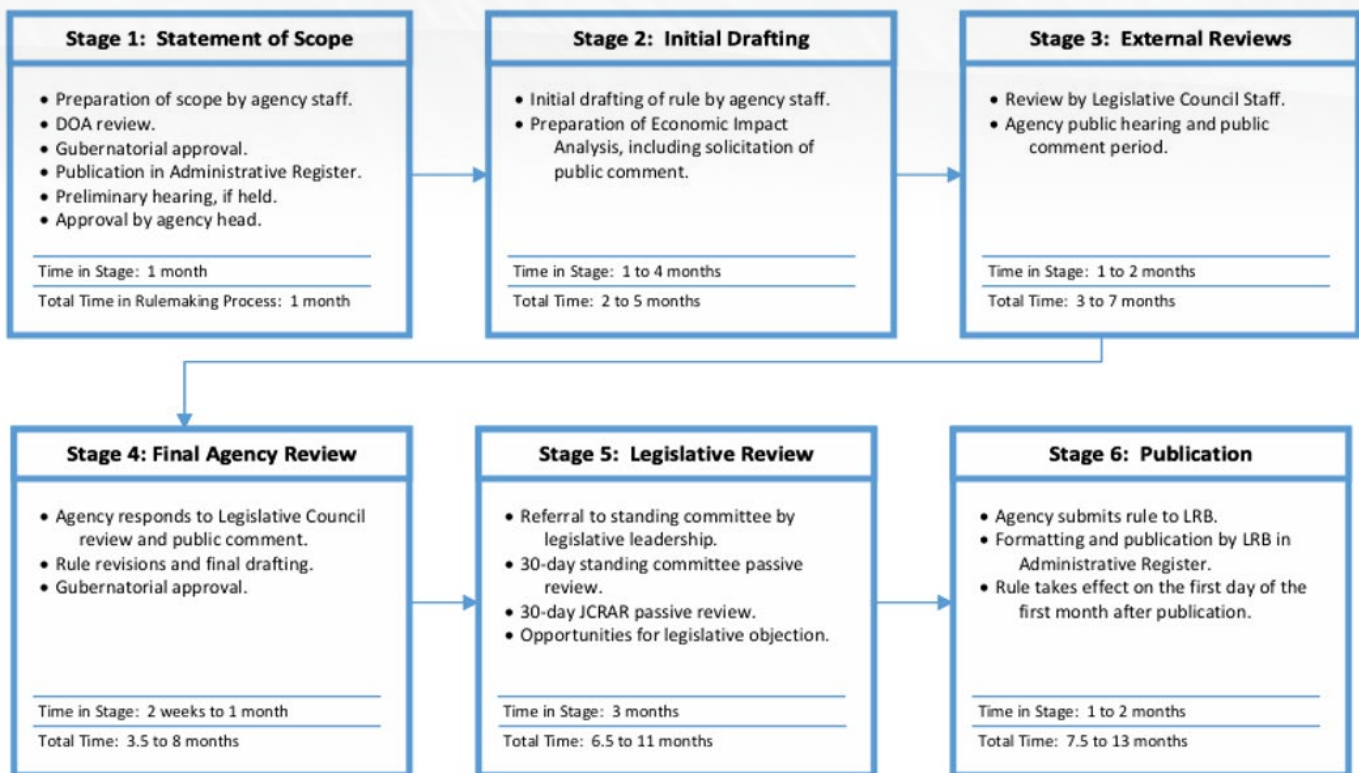 Stage 1: Statement of Scope
• Preparation of scope by agency staff.
• DOA review.
• Gubernatorial approval.
• Publication in Administrative Register.
• Preliminary hearing, if held.
• Approval by agency head.
Time in Stage: 1 month
Total Time in Rulemaking Process: 1 month
Stage 2: Initial Drafting
• Initial drafting of rule by agency staff.
• Preparation of Economic Impact
Analysis, including solicitation of
public comment.
Time in Stage: 1 to 4 months
Total Time: 2 to 5 months
Stage 3: External Reviews
• Review by Legislative Council Staff.
• Agency public hearing and public
comment period.
Time in Stage: 1 to 2 months
Total Time: 3 to 7 months
Stage 4: Final Agency Review
• Agency responds to Legislative Council
review and public comment.
• Rule revisions and final drafting.
• Gubernatorial approval.
Time in Stage: 2 weeks to 1 month
Total Time: 3.5 to 8 months
Stage 5: Legislative Review
• Referral to standing committee by
legislative leadership.
• 30-day standing committee passive
review.
• 30-day JCRAR passive review.
• Opportunities for legislative objection.
Time in Stage: 3 months
Total Time: 6.5 to 11 months
Stage 6: Publication
• Agency submits rule to LRB.
• Formatting and publication by LRB in
Administrative Register.
• Rule takes effect on the first day of the
first month after publication.
Time in Stage: 1 to 2 months
Total Time: 7.5 to 13 months